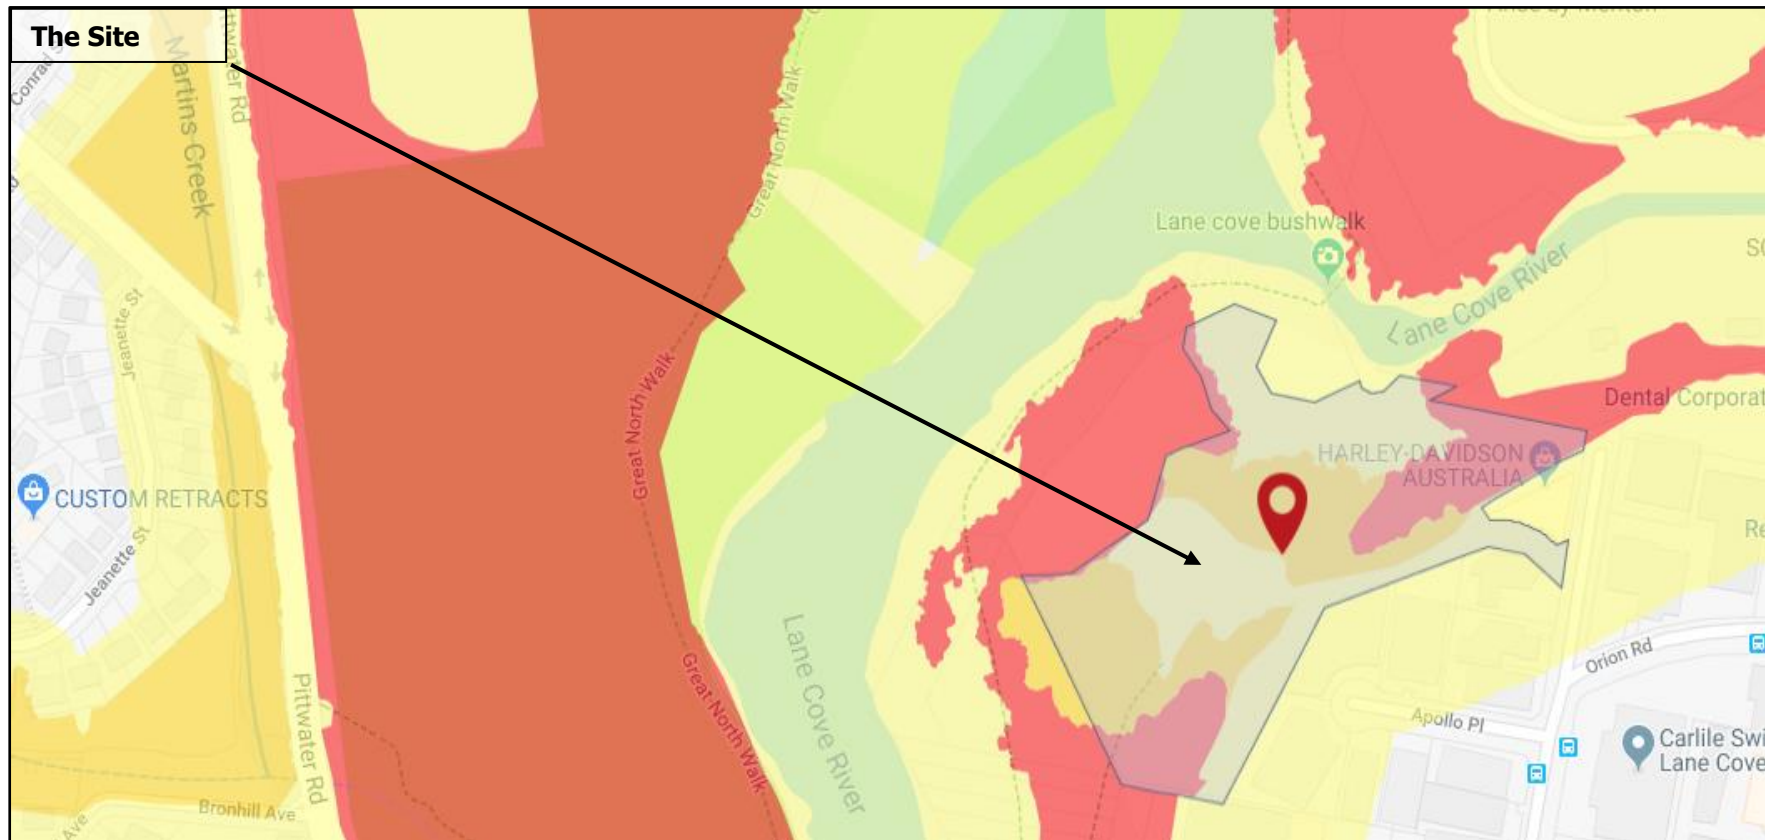 The Site
Conrad
Martins Creek
Pittwater Rd
Great North Walk
Lane cove bushwalk
Lane Cove River
Jeanette St
Great North Walk
Dental Corporat
HARLEY-DAVIDSON
AUSTRALIA
CUSTOM RETRACTS
Jeanette St
Lane Cove River
Great North Walk
Orion Rd
Pittwater Rd
Apollo Pl
Carlile Swi
Lane Cove
Bronhill Ave
Ave